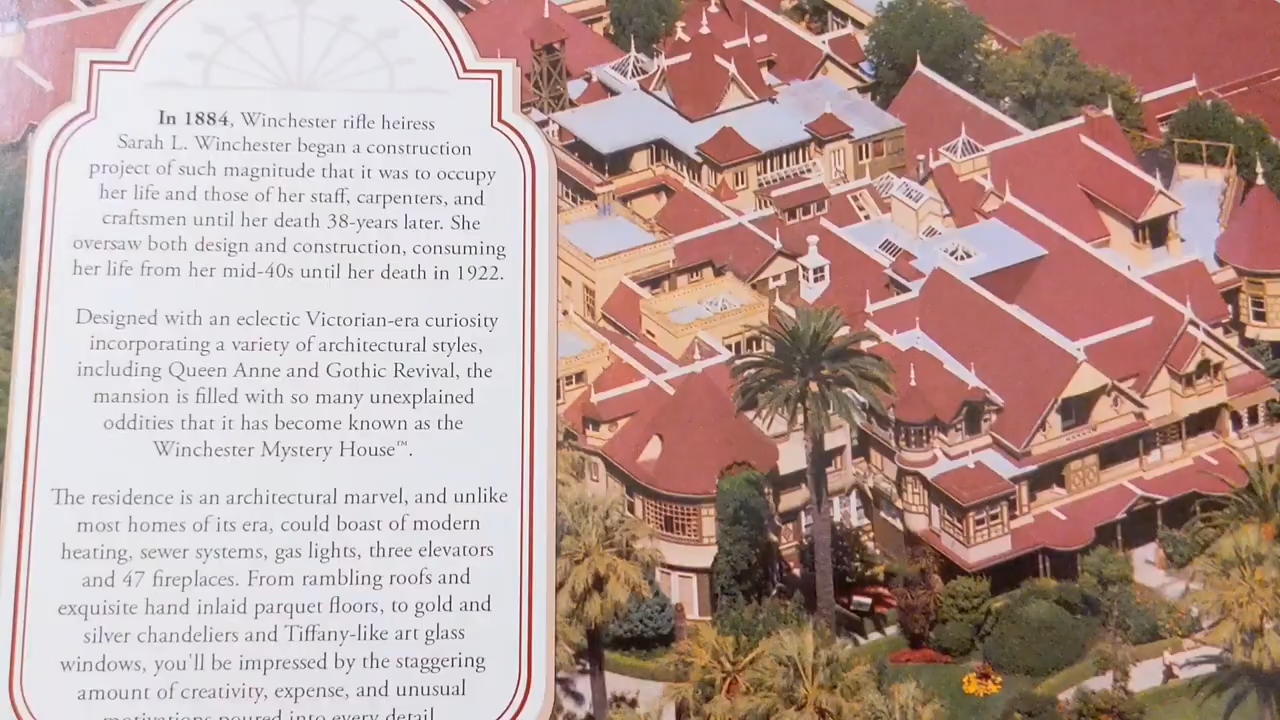 In 1884, Winchester rifle heiress
Sarah L. Winchester began a construction
project of such magnitude that it was to occupy
her life and those of her staff, carpenters, and
craftsmen until her death 38-years later. She
oversaw both design and construction, consuming
her life from her mid-40s until her death in 1922.
Designed with an eclectic Victorian-era curiosity
incorporating a variety of architectural styles,
including Queen Anne and Gothic Revival, the
mansion is filled with so many unexplained
oddities that it has become known as the
Winchester Mystery House™.
The residence is an architectural marvel, and unlike
most homes of its era, could boast of modern
heating, sewer systems, gas lights, three elevators
and 47 fireplaces. From rambling roofs and
exquisite hand inlaid parquet floors, to gold and
silver chandeliers and Tiffany-like art glass
windows, you'll be impressed by the staggering
amount of creativity, expense, and unusual
motivations poured into every detail